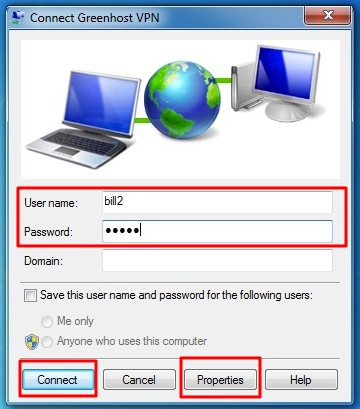 Connect Greenhost VPN
User name: bill2
Password: •••••
Domain:
Save this user name and password for the following users:
Me only
Anyone who uses this computer
Connect Cancel Properties Help